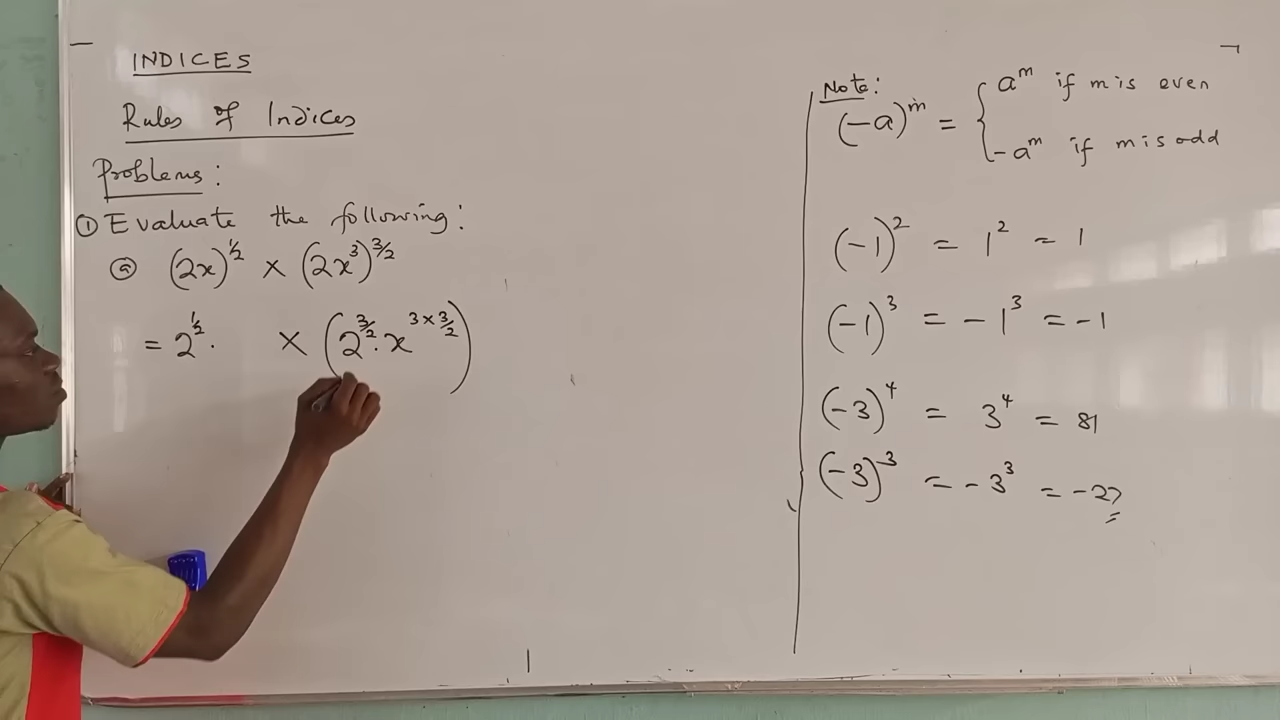 INDICES
Rules of Indices
Problems:
① Evaluate the following:
ⓐ (2x)^½ × (2x³)^3/2
= 2^½ · × (2^3/2 · x^3×3/2)
Note:
(-a)^m = { a^m if m is even
-a^m if m is odd
(-1)² = 1² = 1
(-1)³ = -1³ = -1
(-3)⁴ = 3⁴ = 81
(-3)³ = -3³ = -27